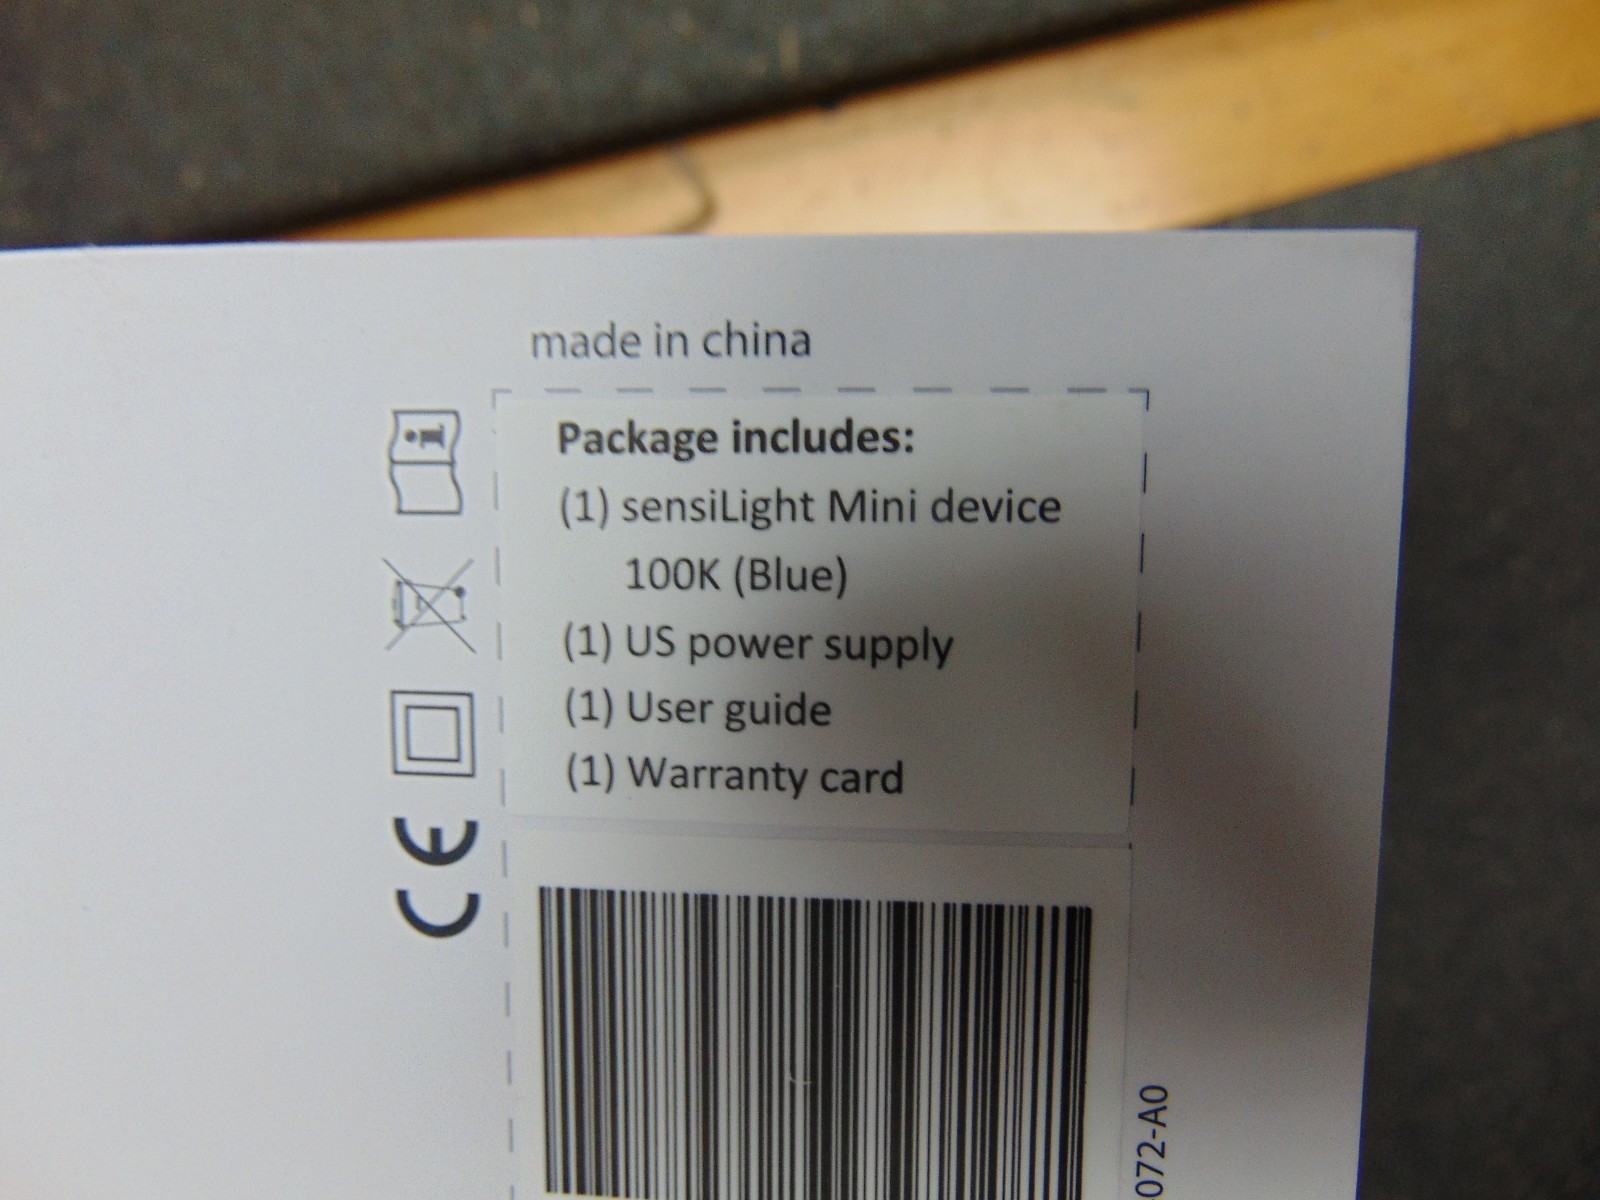 made in china
Package includes:
(1) sensiLight Mini device
100K (Blue)
(1) US power supply
(1) User guide
(1) Warranty card
CE
072-A0